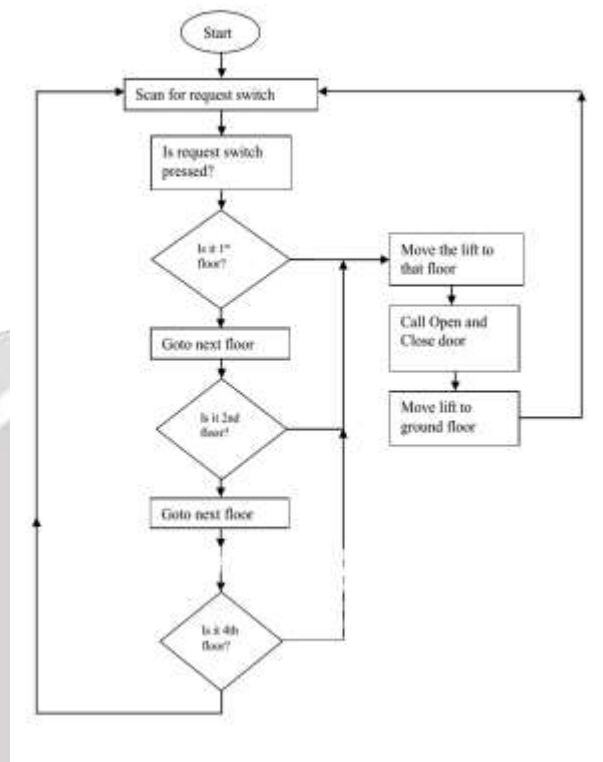 Start
Scan for request switch
Is request switch
pressed?
Is it 1st
floor?
Move the lift to
that floor
Goto next floor
Call Open and
Close door
Is it 2nd
floor?
Move lift to
ground floor
Goto next floor
Is it 4th
floor?